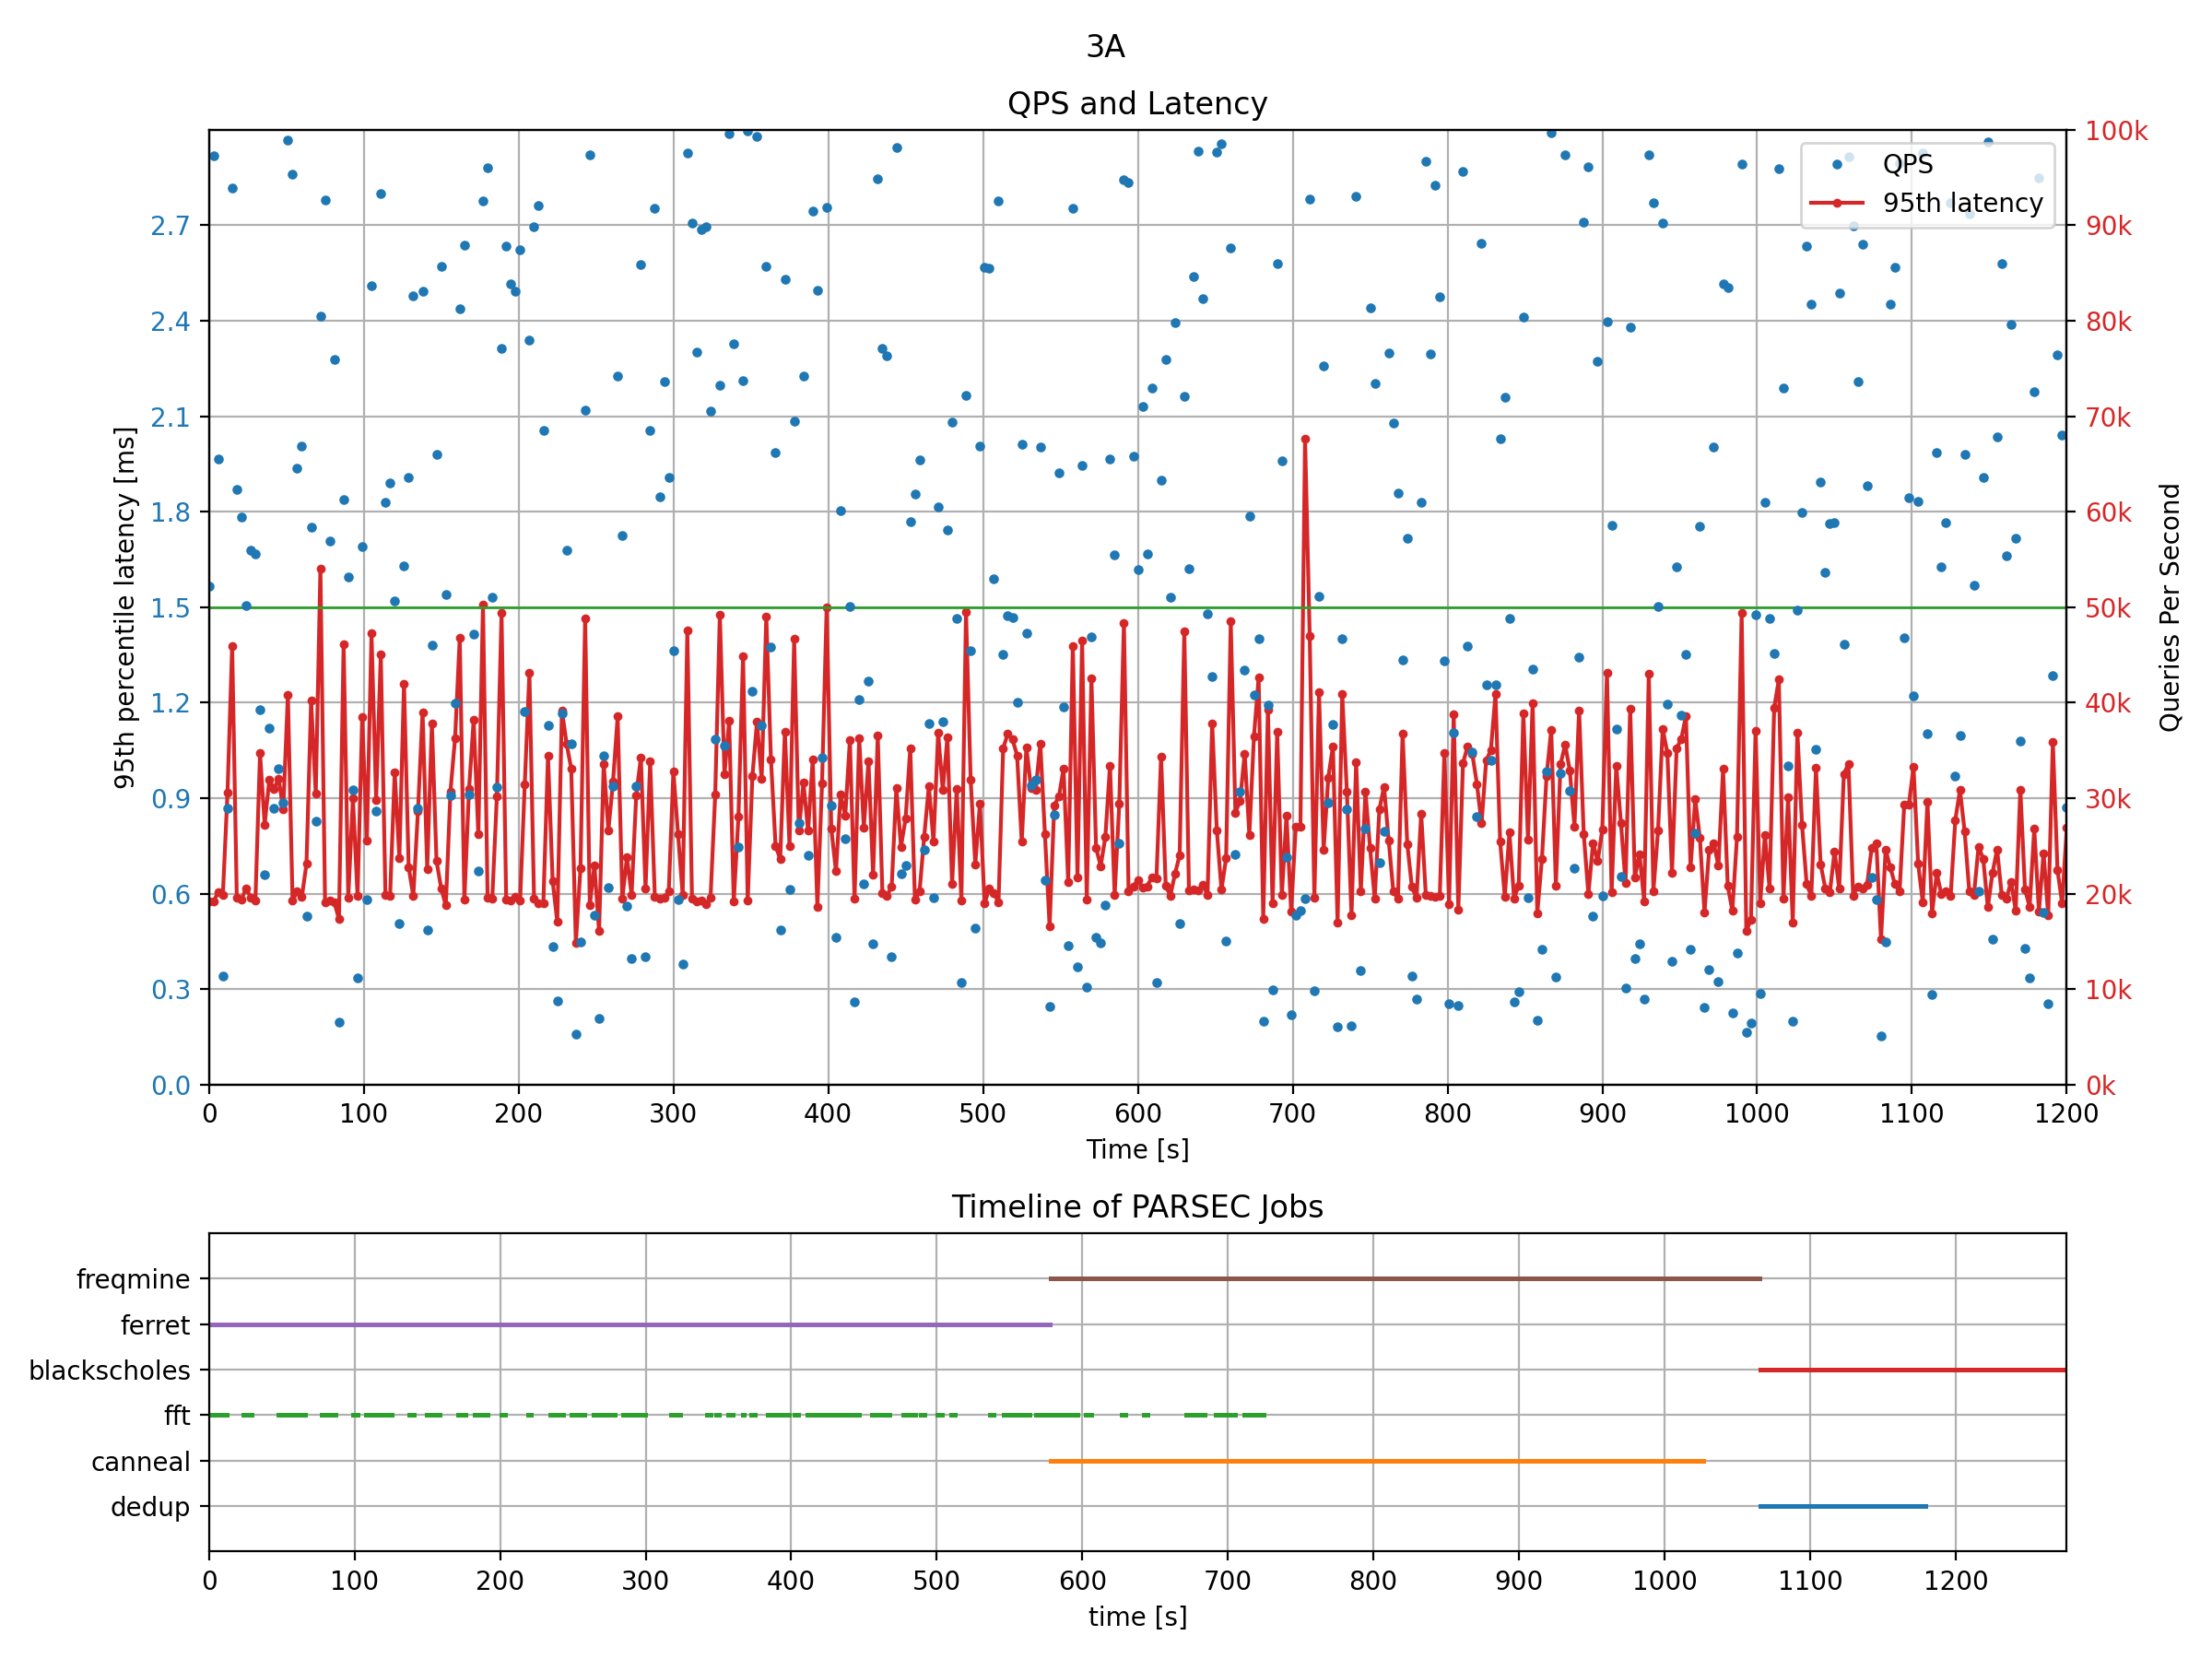 3A
QPS and Latency
QPS
95th latency
95th percentile latency [ms]
2.7
2.4
2.1
1.8
1.5
1.2
0.9
0.6
0.3
0.0
100k
90k
80k
70k
60k
50k
40k
30k
20k
10k
0k
Queries Per Second
0 100 200 300 400 500 600 700 800 900 1000 1100 1200
Time [s]
Timeline of PARSEC Jobs
freqmine
ferret
blackscholes
fft
canneal
dedup
0 100 200 300 400 500 600 700 800 900 1000 1100 1200
time [s]